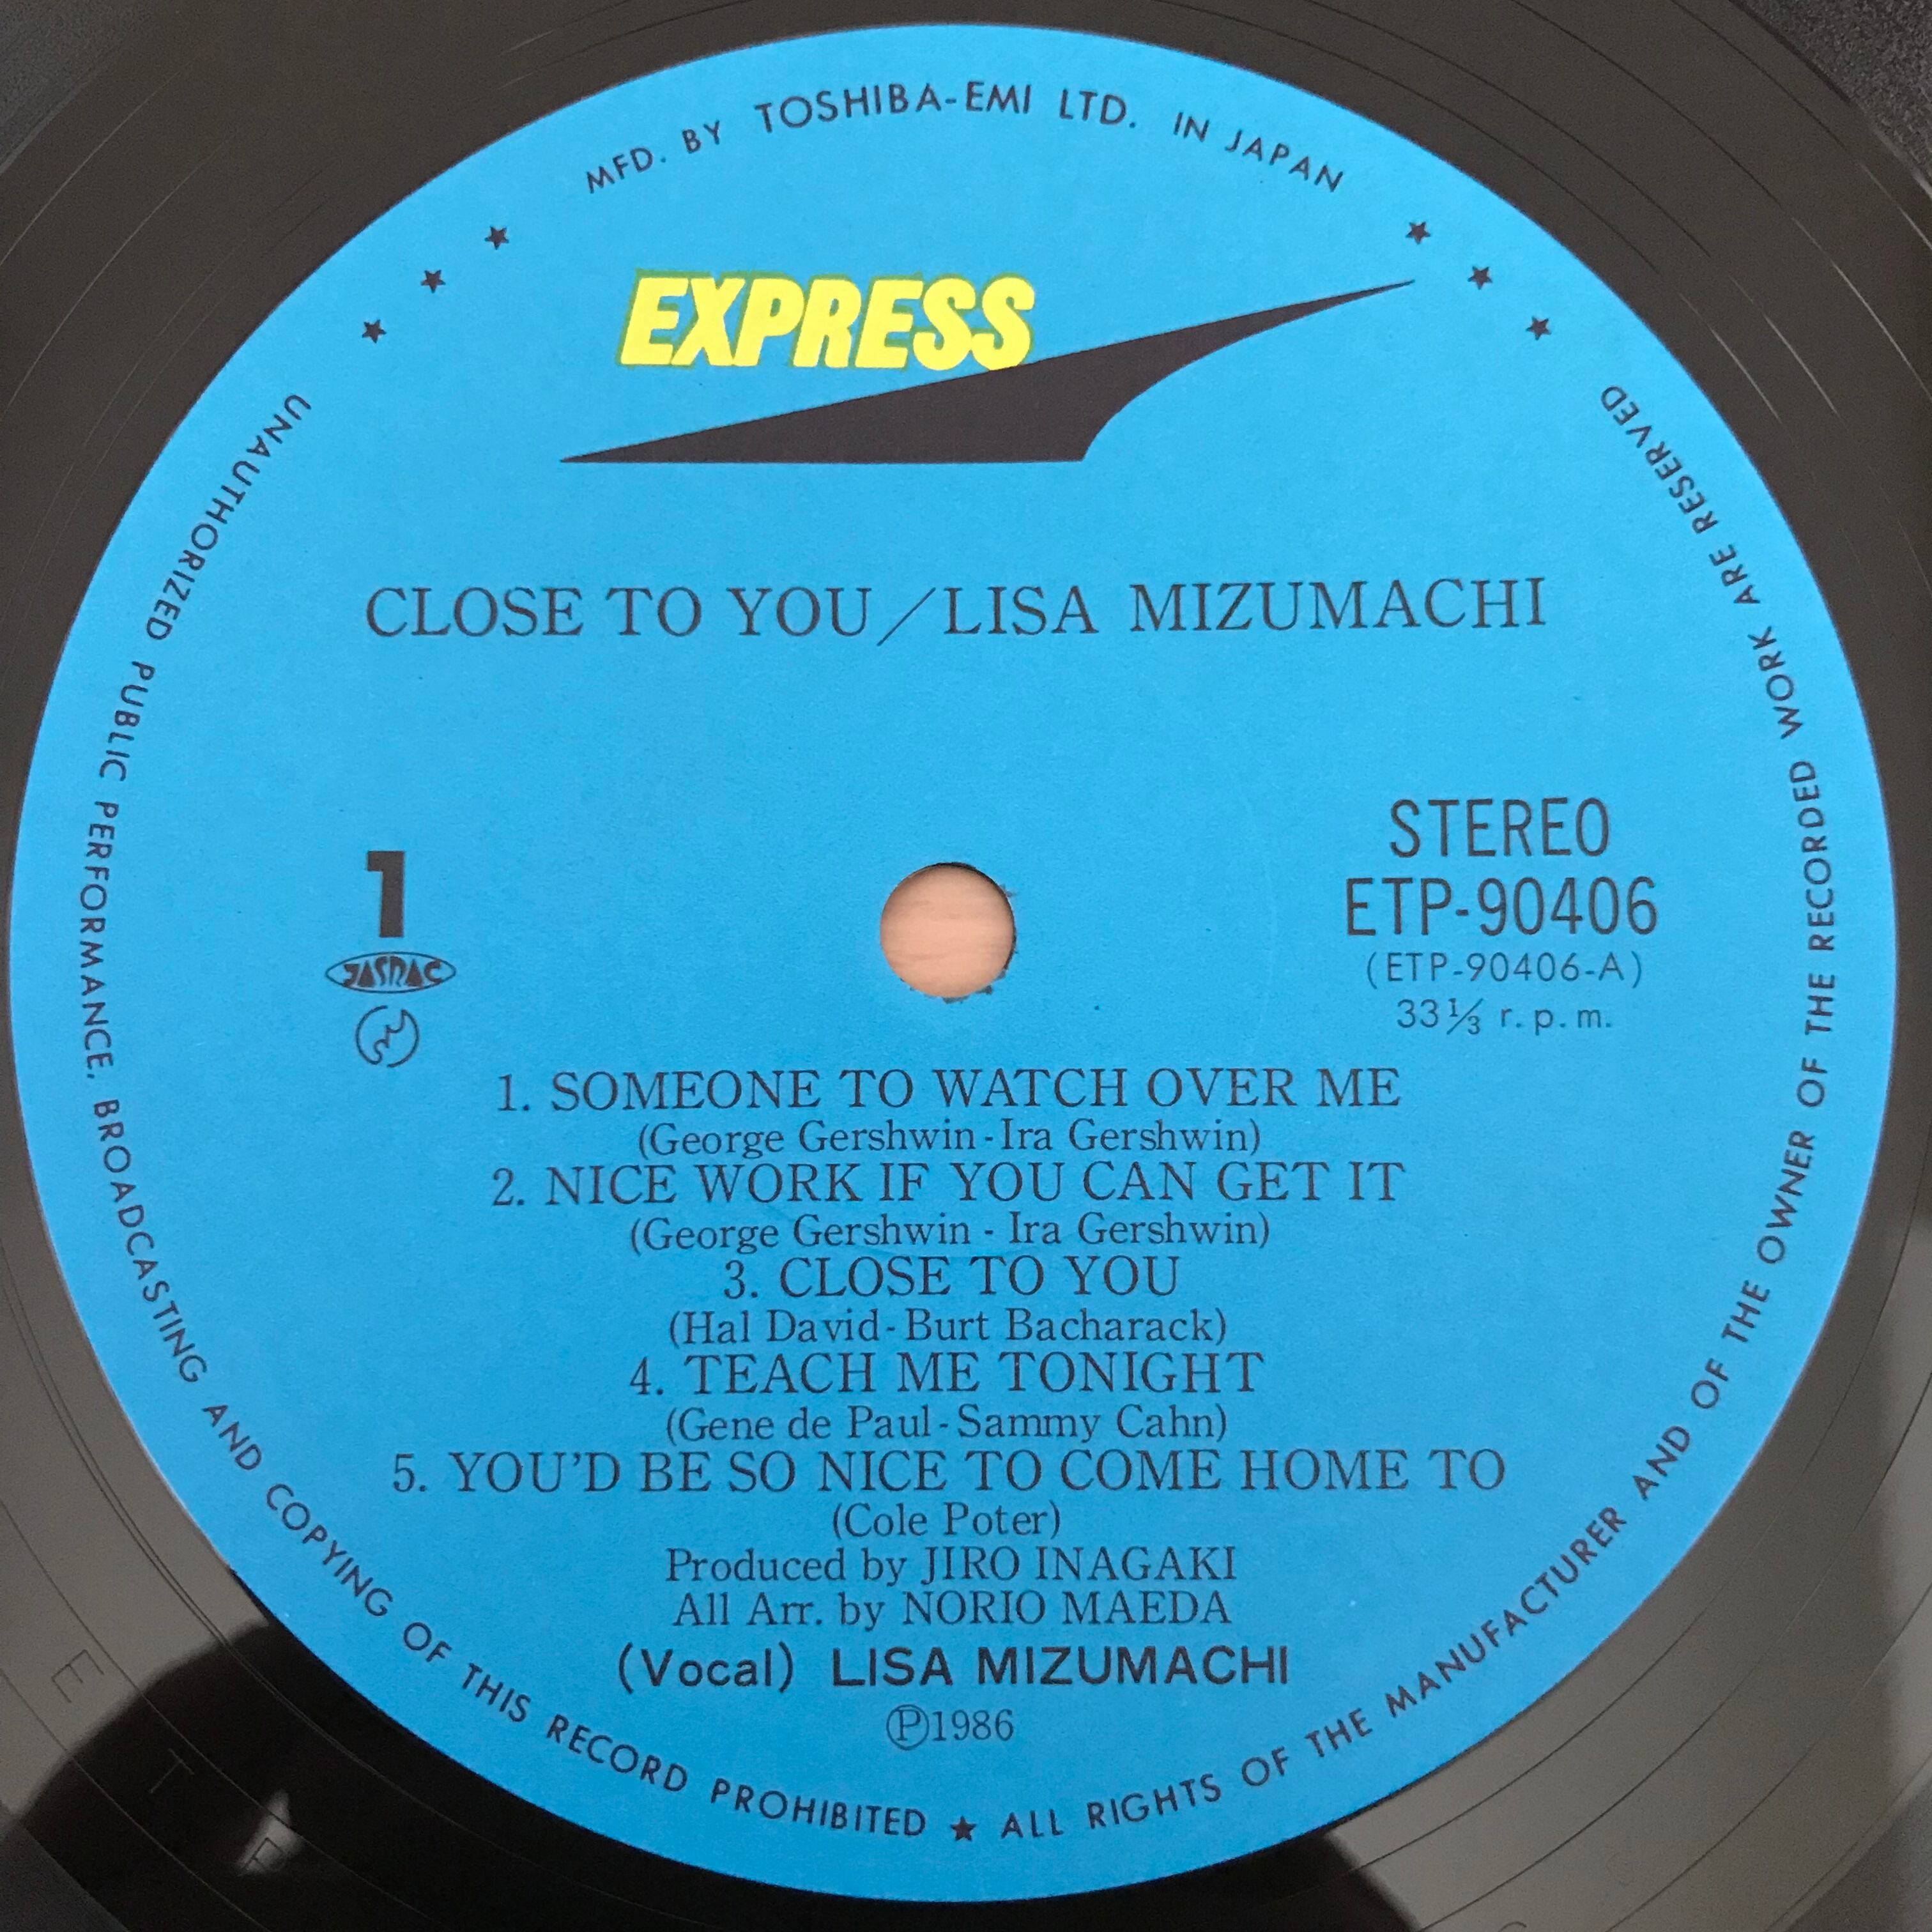 MFD. BY TOSHIBA-EMI LTD. IN JAPAN
EXPRESS
CLOSE TO YOU/LISA MIZUMACHI
STEREO
ETP-90406
(ETP-90406-A)
33⅓ r.p.m.
1
JASRAC
1. SOMEONE TO WATCH OVER ME
(George Gershwin-Ira Gershwin)
2. NICE WORK IF YOU CAN GET IT
(George Gershwin - Ira Gershwin)
3. CLOSE TO YOU
(Hal David-Burt Bacharack)
4. TEACH ME TONIGHT
(Gene de Paul-Sammy Cahn)
5. YOU'D BE SO NICE TO COME HOME TO
(Cole Poter)
Produced by JIRO INAGAKI
All Arr. by NORIO MAEDA
(Vocal) LISA MIZUMACHI
Ⓟ1986
UNAUTHORIZED PUBLIC PERFORMANCE, BROADCASTING AND COPYING OF THIS RECORD PROHIBITED ★ ALL RIGHTS OF THE MANUFACTURER AND OF THE OWNER OF THE RECORDED WORK ARE RESERVED
E T P